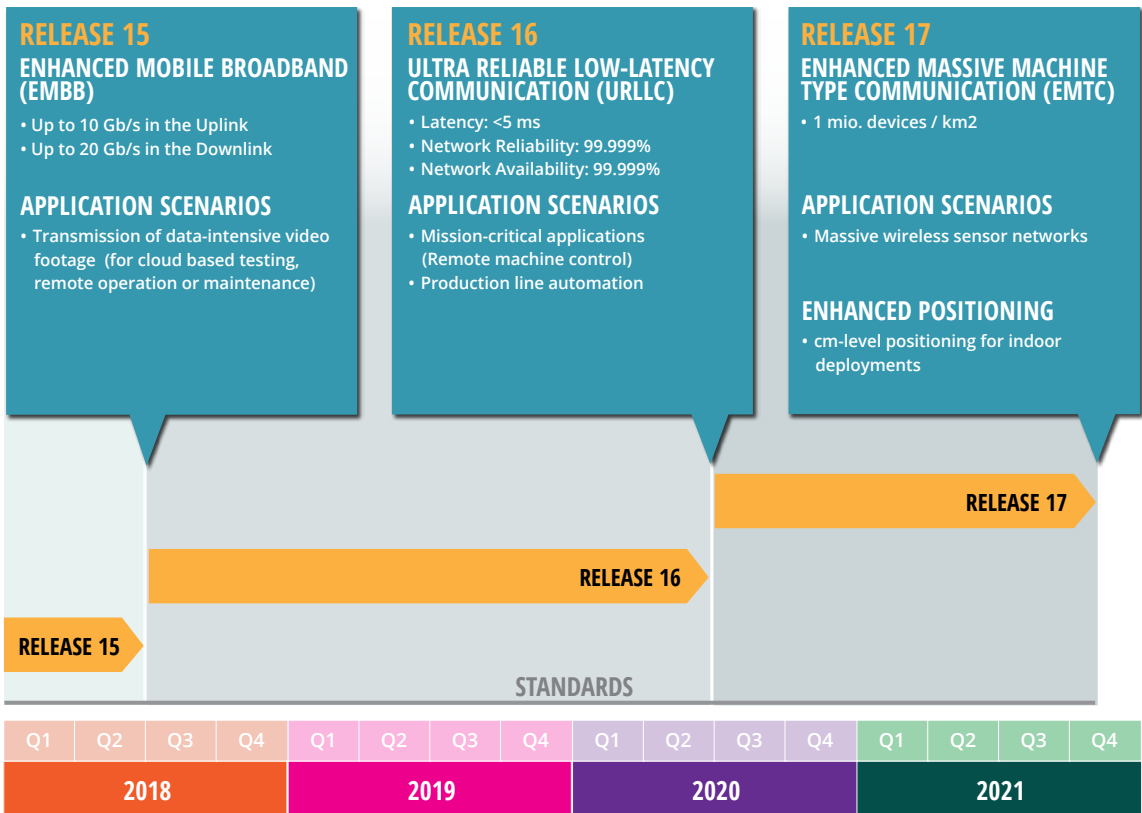 RELEASE 15
ENHANCED MOBILE BROADBAND
(EMBB)
• Up to 10 Gb/s in the Uplink
• Up to 20 Gb/s in the Downlink
APPLICATION SCENARIOS
• Transmission of data-intensive video
footage (for cloud based testing,
remote operation or maintenance)
RELEASE 16
ULTRA RELIABLE LOW-LATENCY
COMMUNICATION (URLLC)
• Latency: <5 ms
• Network Reliability: 99.999%
• Network Availability: 99.999%
APPLICATION SCENARIOS
• Mission-critical applications
(Remote machine control)
• Production line automation
RELEASE 17
ENHANCED MASSIVE MACHINE
TYPE COMMUNICATION (EMTC)
• 1 mio. devices / km2
APPLICATION SCENARIOS
• Massive wireless sensor networks
ENHANCED POSITIONING
• cm-level positioning for indoor
deployments
RELEASE 17
RELEASE 16
RELEASE 15
STANDARDS
Q1 Q2 Q3 Q4 Q1 Q2 Q3 Q4 Q1 Q2 Q3 Q4 Q1 Q2 Q3 Q4
2018 2019 2020 2021